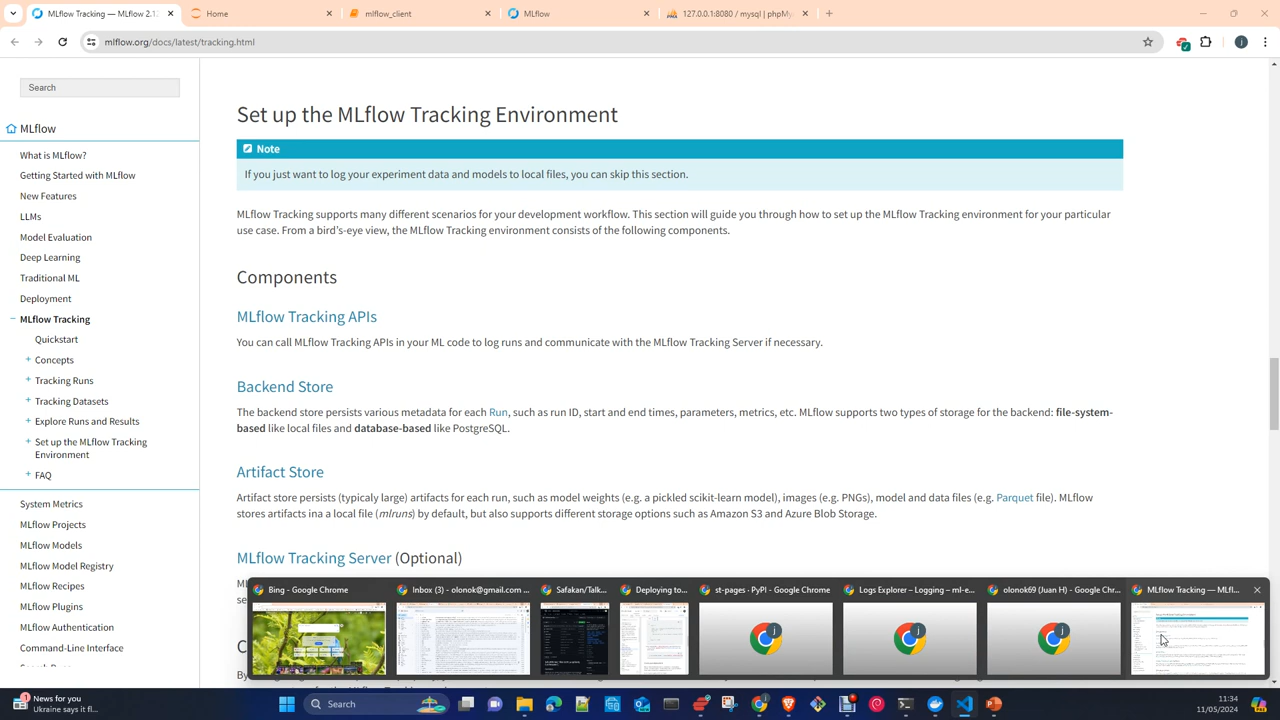 MLflow Tracking — MLflow 2.1
Home
mlflow_client
MLflow
127.0.0.1:8080 / mysql | phpMy
mlflow.org/docs/latest/tracking.html
Search
MLflow
What is MLflow?
Getting Started with MLflow
New Features
LLMs
Model Evaluation
Deep Learning
Traditional ML
Deployment
MLflow Tracking
Quickstart
Concepts
Tracking Runs
Tracking Datasets
Explore Runs and Results
Set up the MLflow Tracking
Environment
FAQ
System Metrics
MLflow Projects
MLflow Models
MLflow Model Registry
MLflow Recipes
MLflow Plugins
MLflow Authentication
Command-Line Interface
Set up the MLflow Tracking Environment
Note
If you just want to log your experiment data and models to local files, you can skip this section.
MLflow Tracking supports many different scenarios for your development workflow. This section will guide you through how to set up the MLflow Tracking environment for your particular
use case. From a bird's-eye view, the MLflow Tracking environment consists of the following components.
Components
MLflow Tracking APIs
You can call MLflow Tracking APIs in your ML code to log runs and communicate with the MLflow Tracking Server if necessary.
Backend Store
The backend store persists various metadata for each Run, such as run ID, start and end times, parameters, metrics, etc. MLflow supports two types of storage for the backend: file-system-
based like local files and database-based like PostgreSQL.
Artifact Store
Artifact store persists (typicaly large) artifacts for each run, such as model weights (e.g. a pickled scikit-learn model), images (e.g. PNGs), model and data files (e.g. Parquet file). MLflow
stores artifacts ina a local file (mlruns) by default, but also supports different storage options such as Amazon S3 and Azure Blob Storage.
MLflow Tracking Server (Optional)
Bing - Google Chrome
Inbox (3) - olonok@gmail.com ...
Safakan/Talk...
Deploying to...
st-pages · PyPI - Google Chrome
Logs Explorer – Logging – ml-e...
olonok69 (Juan H) - Google Chr...
MLflow Tracking — MLfl...
News for you
Ukraine says it fl...
Search
11:34
11/05/2024